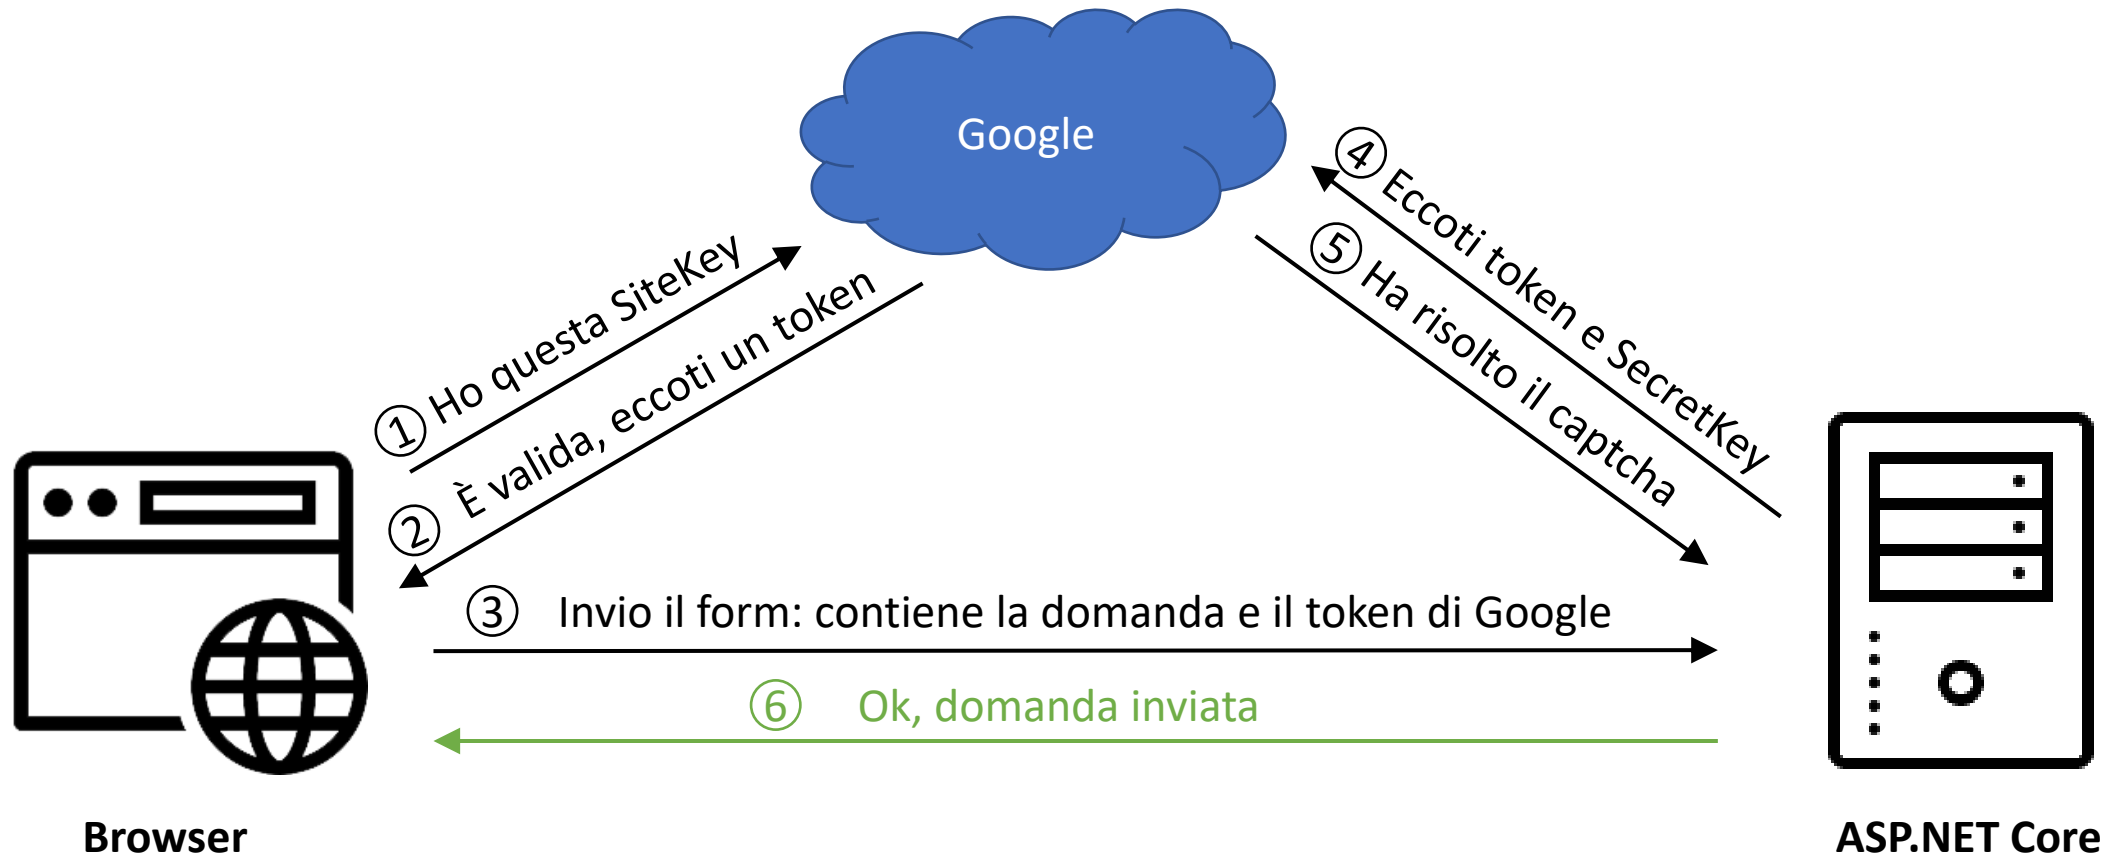 Google
① Ho questa SiteKey
② È valida, eccoti un token
③ Invio il form: contiene la domanda e il token di Google
④ Eccoti token e SecretKey
⑤ Ha risolto il captcha
⑥ Ok, domanda inviata
Browser
ASP.NET Core